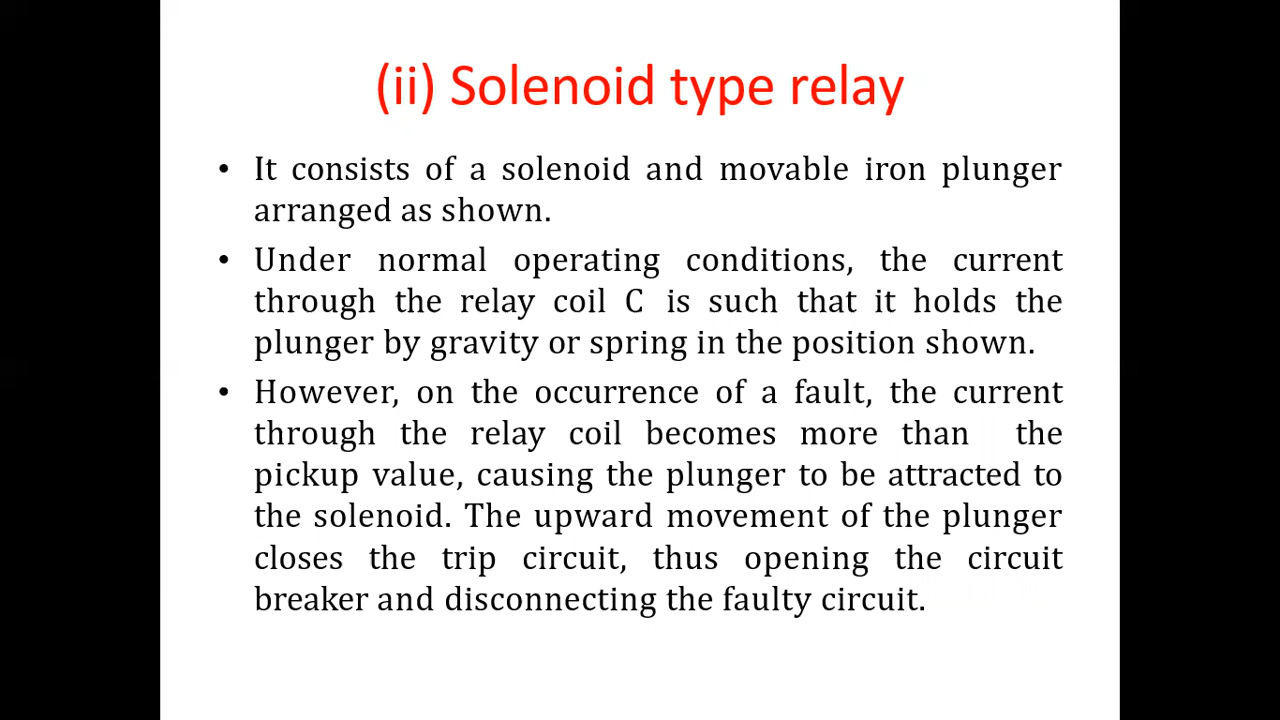 (ii) Solenoid type relay
• It consists of a solenoid and movable iron plunger
arranged as shown.
• Under normal operating conditions, the current
through the relay coil C is such that it holds the
plunger by gravity or spring in the position shown.
• However, on the occurrence of a fault, the current
through the relay coil becomes more than the
pickup value, causing the plunger to be attracted to
the solenoid. The upward movement of the plunger
closes the trip circuit, thus opening the circuit
breaker and disconnecting the faulty circuit.